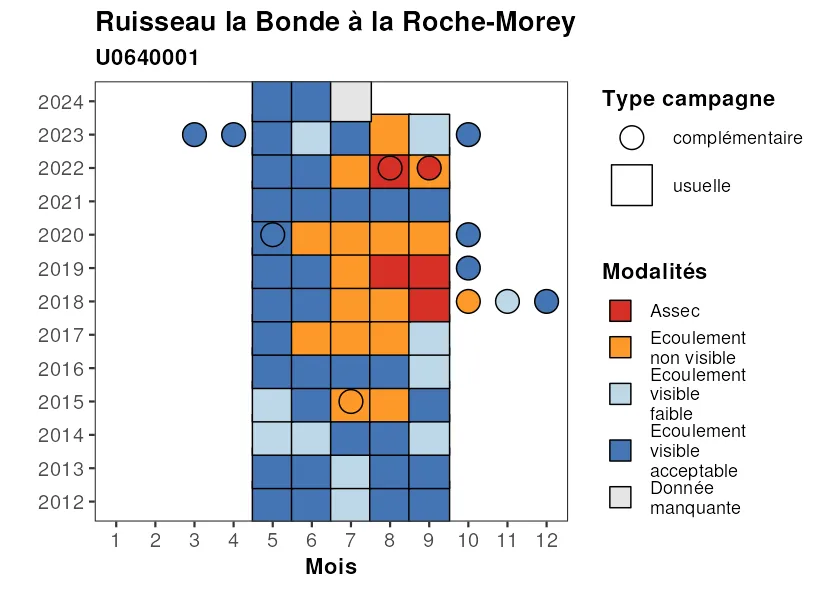 Ruisseau la Bonde à la Roche-Morey
U0640001
2024
2023
2022
2021
2020
2019
2018
2017
2016
2015
2014
2013
2012
1 2 3 4 5 6 7 8 9 10 11 12
Mois
Type campagne
complémentaire
usuelle
Modalités
Assec
Ecoulement
non visible
Ecoulement
visible
faible
Ecoulement
visible
acceptable
Donnée
manquante